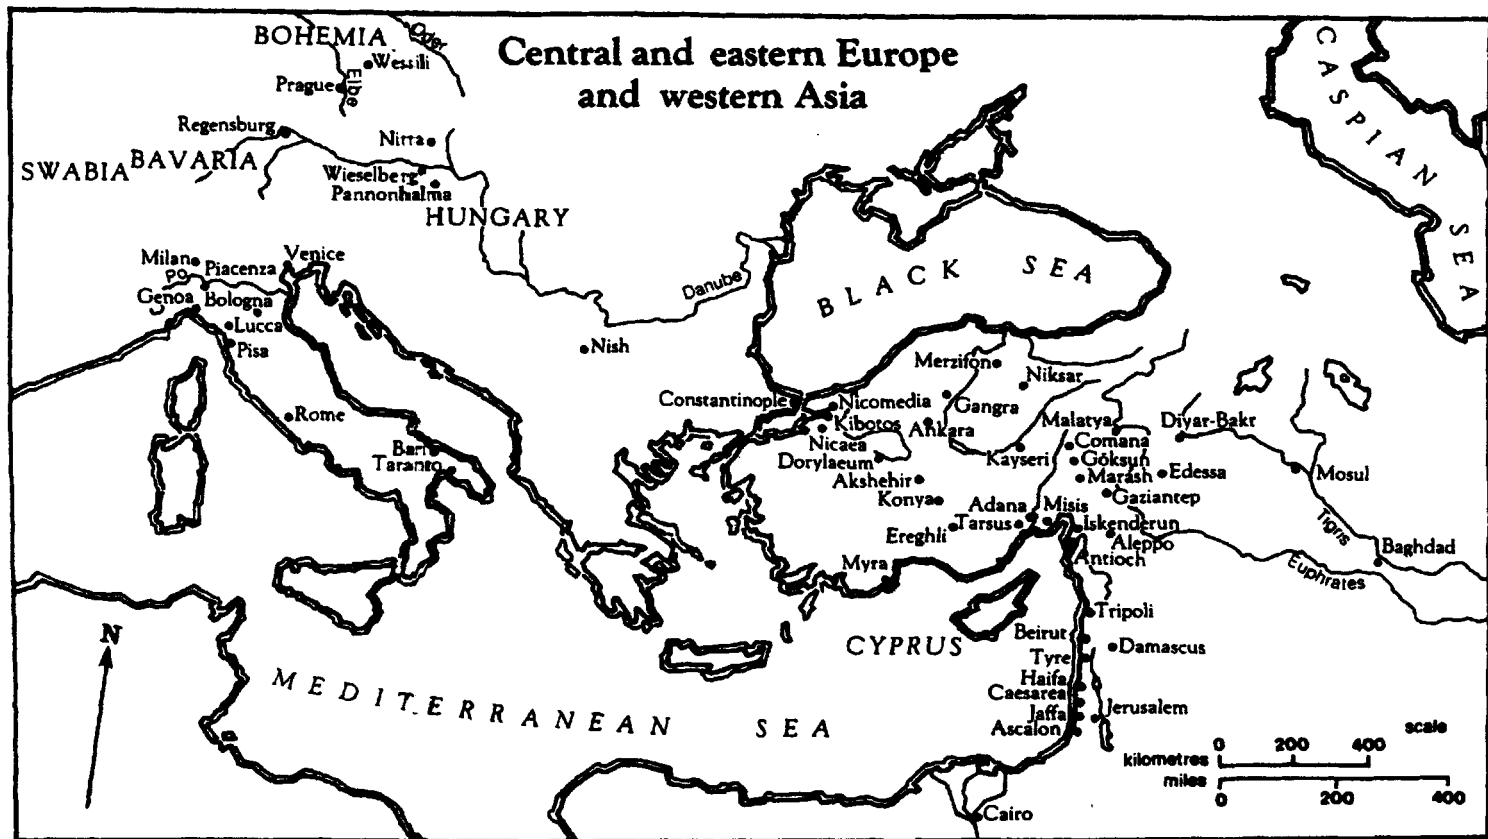 Central and eastern Europe
and western Asia
BOHEMIA
Oder
Wessili
Prague
Elbe
Regensburg
Nitra
SWABIA
BAVARIA
Wieselberg
Pannonhalma
HUNGARY
CASPIAN SEA
Milan
Po
Piacenza
Venice
Genoa
Bologna
Lucca
Pisa
Danube
BLACK SEA
Nish
Rome
Bari
Taranto
Constantinople
Nicomedia
Kibotos
Nicaea
Dorylaeum
Merzifon
Niksar
Gangra
Ankara
Malatya
Diyar-Bakr
Comana
Kayseri
Göksun
Marash
Edessa
Mosul
Akshehir
Konya
Gaziantep
Adana
Misis
Ereghli
Tarsus
Iskenderun
Aleppo
Antioch
Tigris
Baghdad
Euphrates
Myra
CYPRUS
Tripoli
Beirut
Damascus
Tyre
Haifa
Caesarea
Jaffa
Jerusalem
Ascalon
N
MEDITERRANEAN SEA
Cairo
scale
0 200 400
kilometres
miles
0 200 400